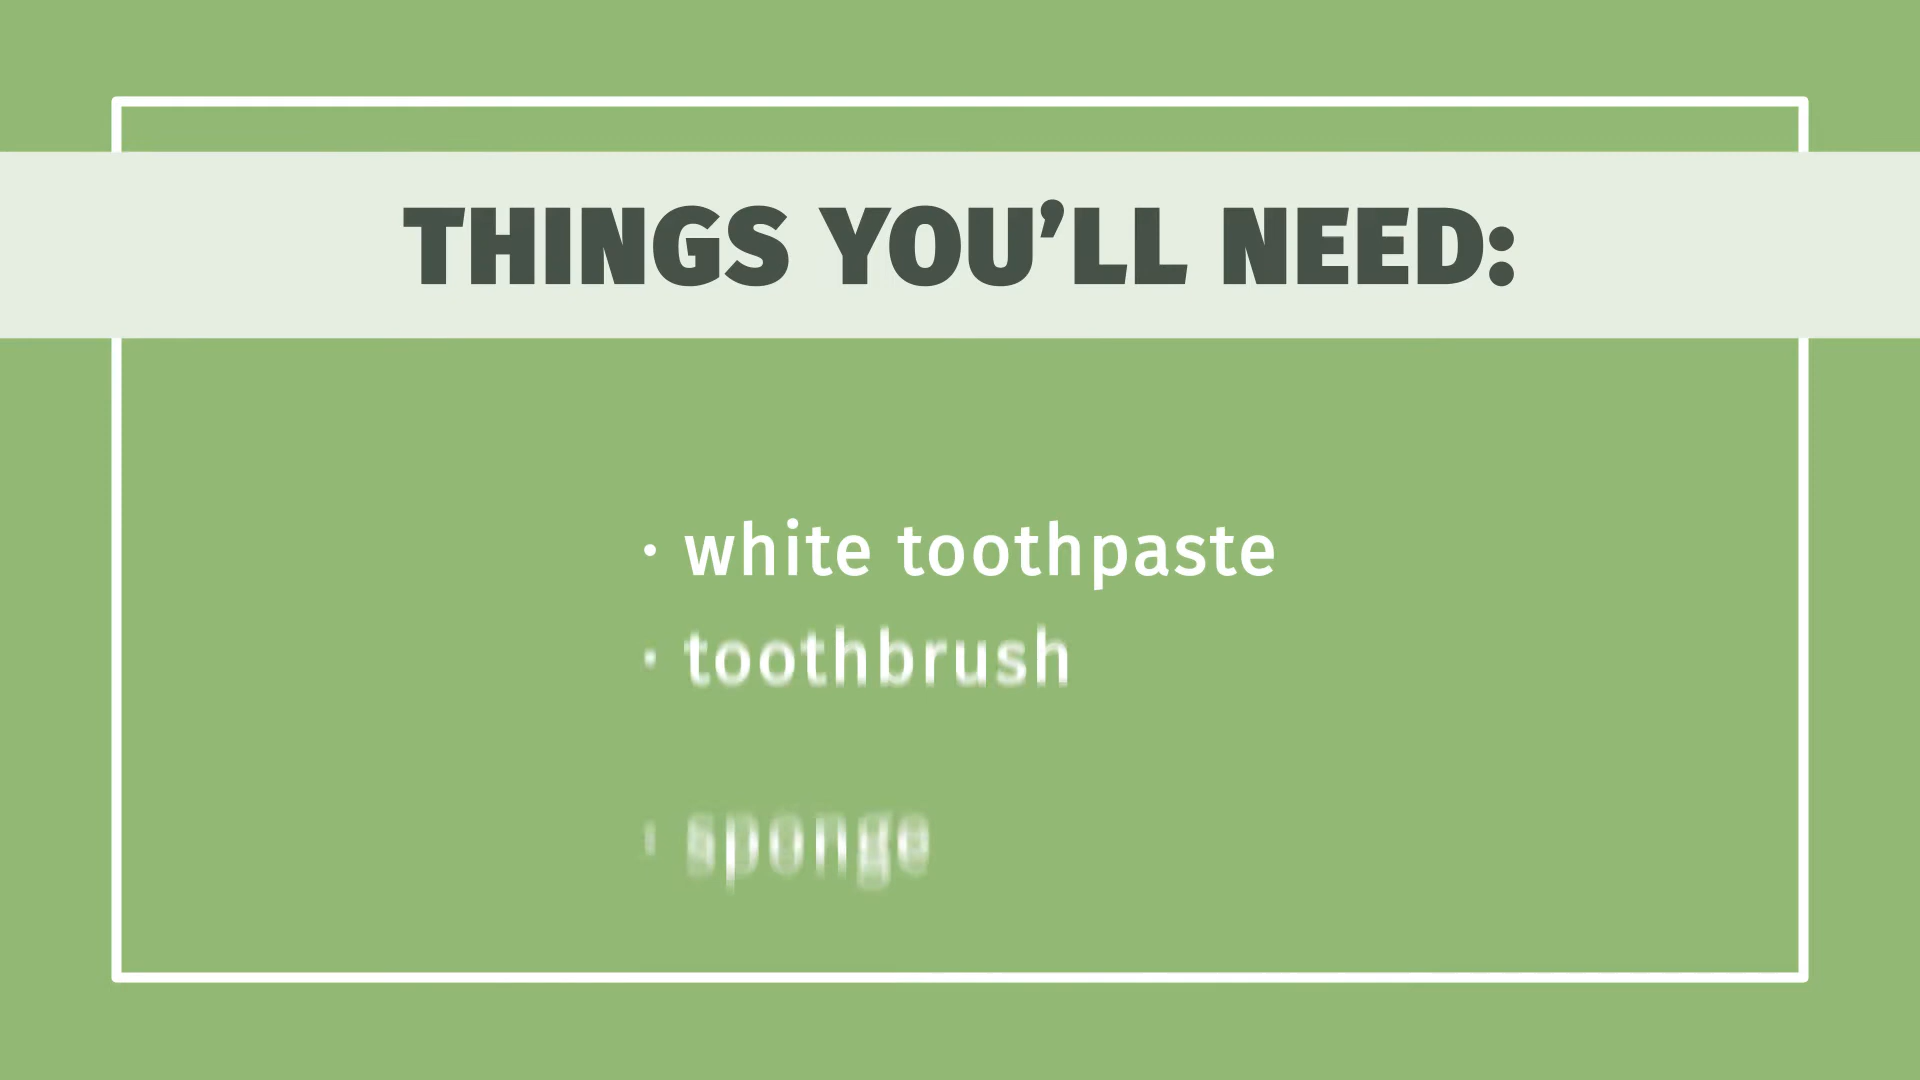 THINGS YOU’LL NEED:
· white toothpaste
· toothbrush
· sponge